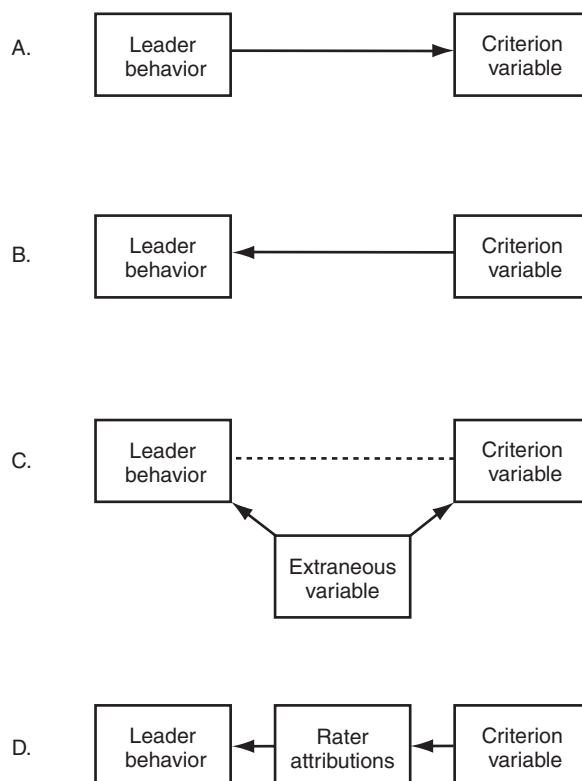 A.
Leader
behavior
Criterion
variable
B.
Leader
behavior
Criterion
variable
C.
Leader
behavior
Criterion
variable
Extraneous
variable
D.
Leader
behavior
Rater
attributions
Criterion
variable